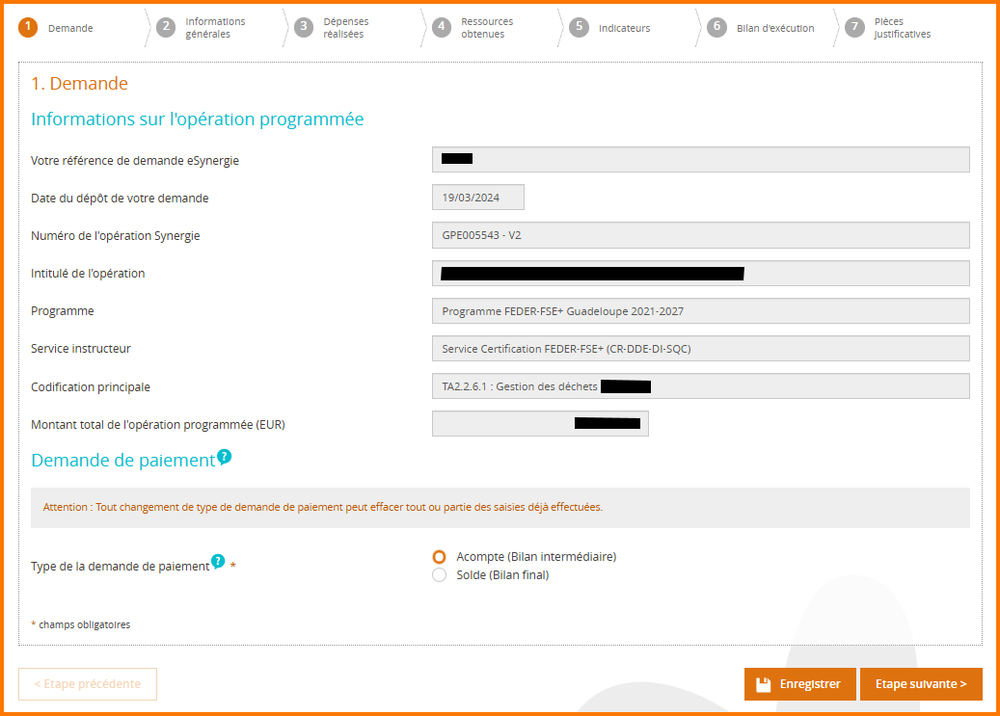 1 Demande
2 Informations générales
3 Dépenses réalisées
4 Ressources obtenues
5 Indicateurs
6 Bilan d'exécution
7 Pièces justificatives
1. Demande
Informations sur l'opération programmée
Votre référence de demande eSynergie
Date du dépôt de votre demande 19/03/2024
Numéro de l'opération Synergie GPE005543 - V2
Intitulé de l'opération
Programme Programme FEDER-FSE+ Guadeloupe 2021-2027
Service instructeur Service Certification FEDER-FSE+ (CR-DDE-DI-SQC)
Codification principale TA2.2.6.1 : Gestion des déchets
Montant total de l'opération programmée (EUR)
Demande de paiement ?
Attention : Tout changement de type de demande de paiement peut effacer tout ou partie des saisies déjà effectuées.
Type de la demande de paiement ? *
Acompte (Bilan intermédiaire)
Solde (Bilan final)
* champs obligatoires
< Etape précédente
Enregistrer
Etape suivante >